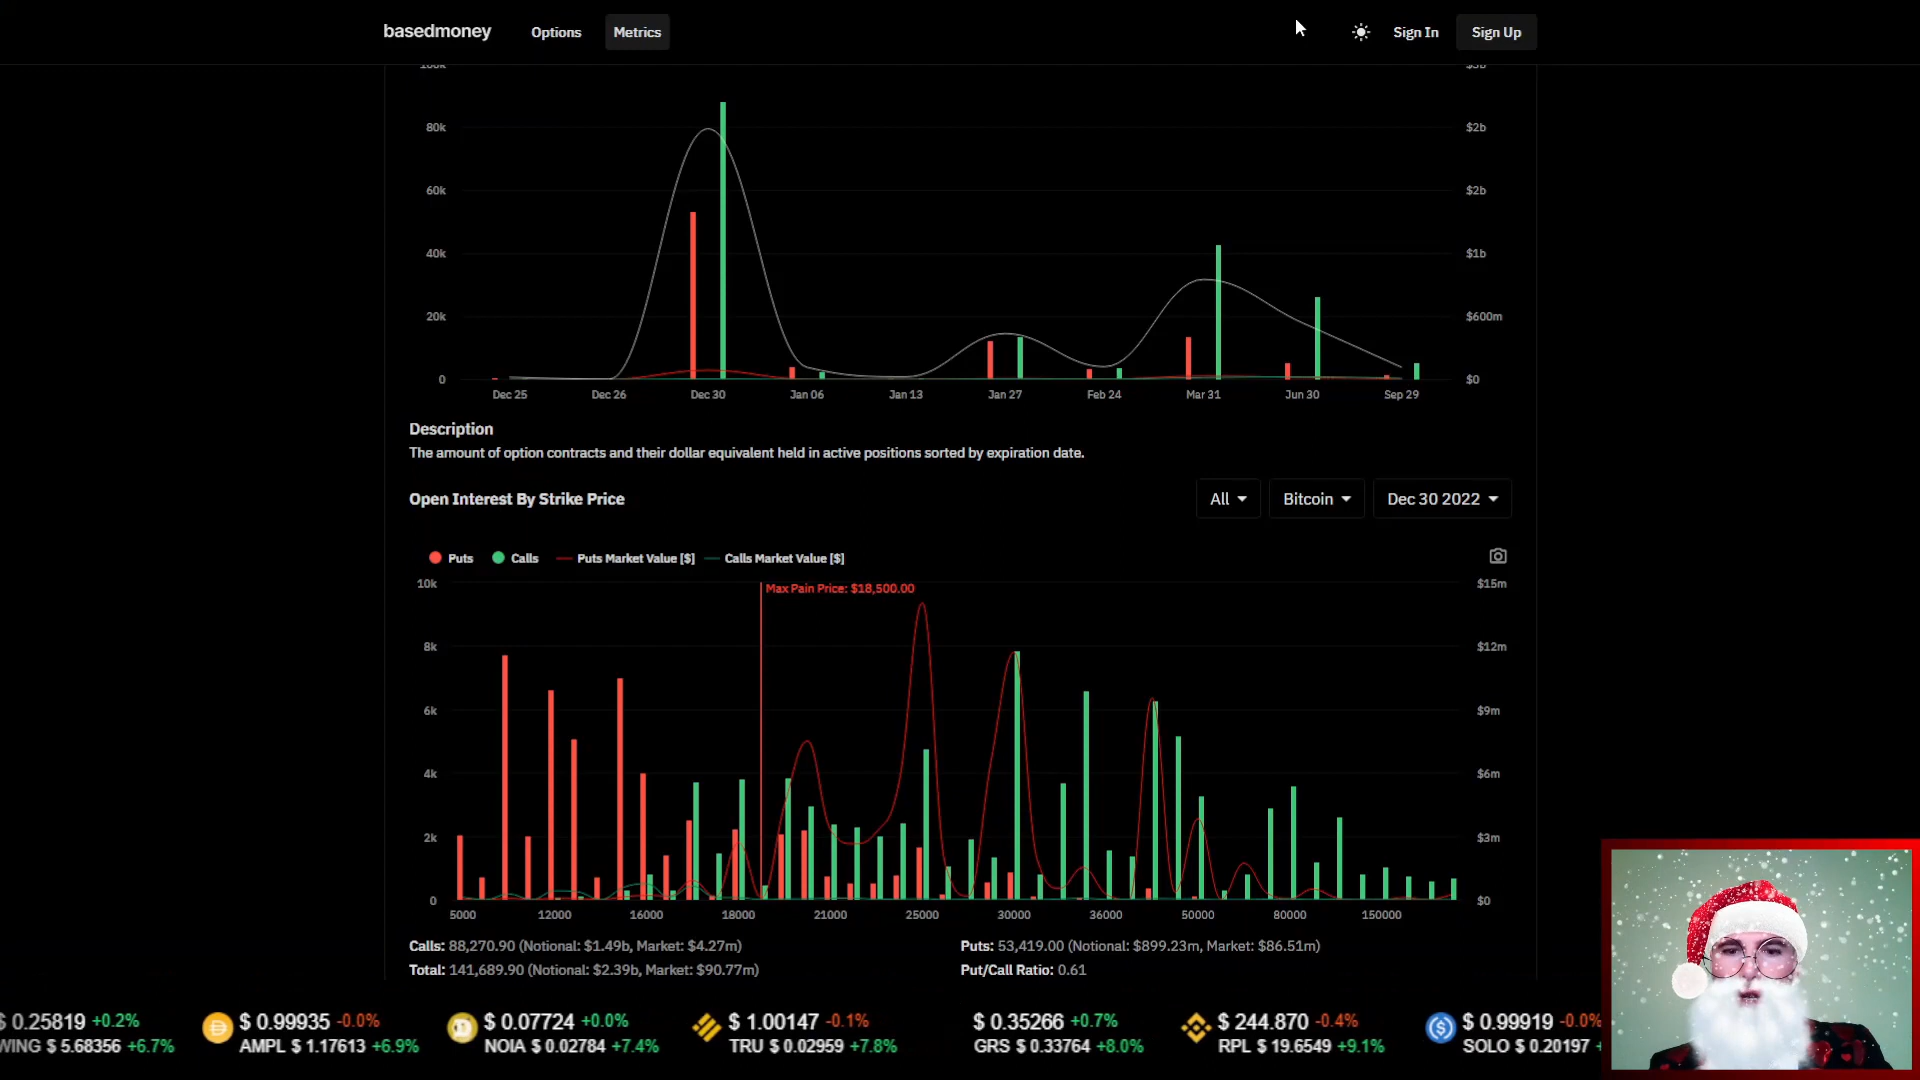 basedmoney Options Metrics Sign In Sign Up
100k $3b
80k $2b
60k $2b
40k $1b
20k $600m
0 $0
Dec 25 Dec 26 Dec 30 Jan 06 Jan 13 Jan 27 Feb 24 Mar 31 Jun 30 Sep 29
Description
The amount of option contracts and their dollar equivalent held in active positions sorted by expiration date.
Open Interest By Strike Price All Bitcoin Dec 30 2022
Puts Calls Puts Market Value [$] Calls Market Value [$]
10k Max Pain Price: $18,500.00 $15m
8k $12m
6k $9m
4k $6m
2k $3m
0 $0
5000 12000 16000 18000 21000 25000 30000 36000 50000 80000 150000
Calls: 88,270.90 (Notional: $1.49b, Market: $4.27m) Puts: 53,419.00 (Notional: $899.23m, Market: $86.51m)
Total: 141,689.90 (Notional: $2.39b, Market: $90.77m) Put/Call Ratio: 0.61
$ 0.25819 +0.2% $ 0.99935 -0.0% $ 0.07724 +0.0% $ 1.00147 -0.1% $ 0.35266 +0.7% $ 244.870 -0.4% $ 0.99919 -0.0%
WING $ 5.68356 +6.7% AMPL $ 1.17613 +6.9% NOIA $ 0.02784 +7.4% TRU $ 0.02959 +7.8% GRS $ 0.33764 +8.0% RPL $ 19.6549 +9.1% SOLO $ 0.20197 +